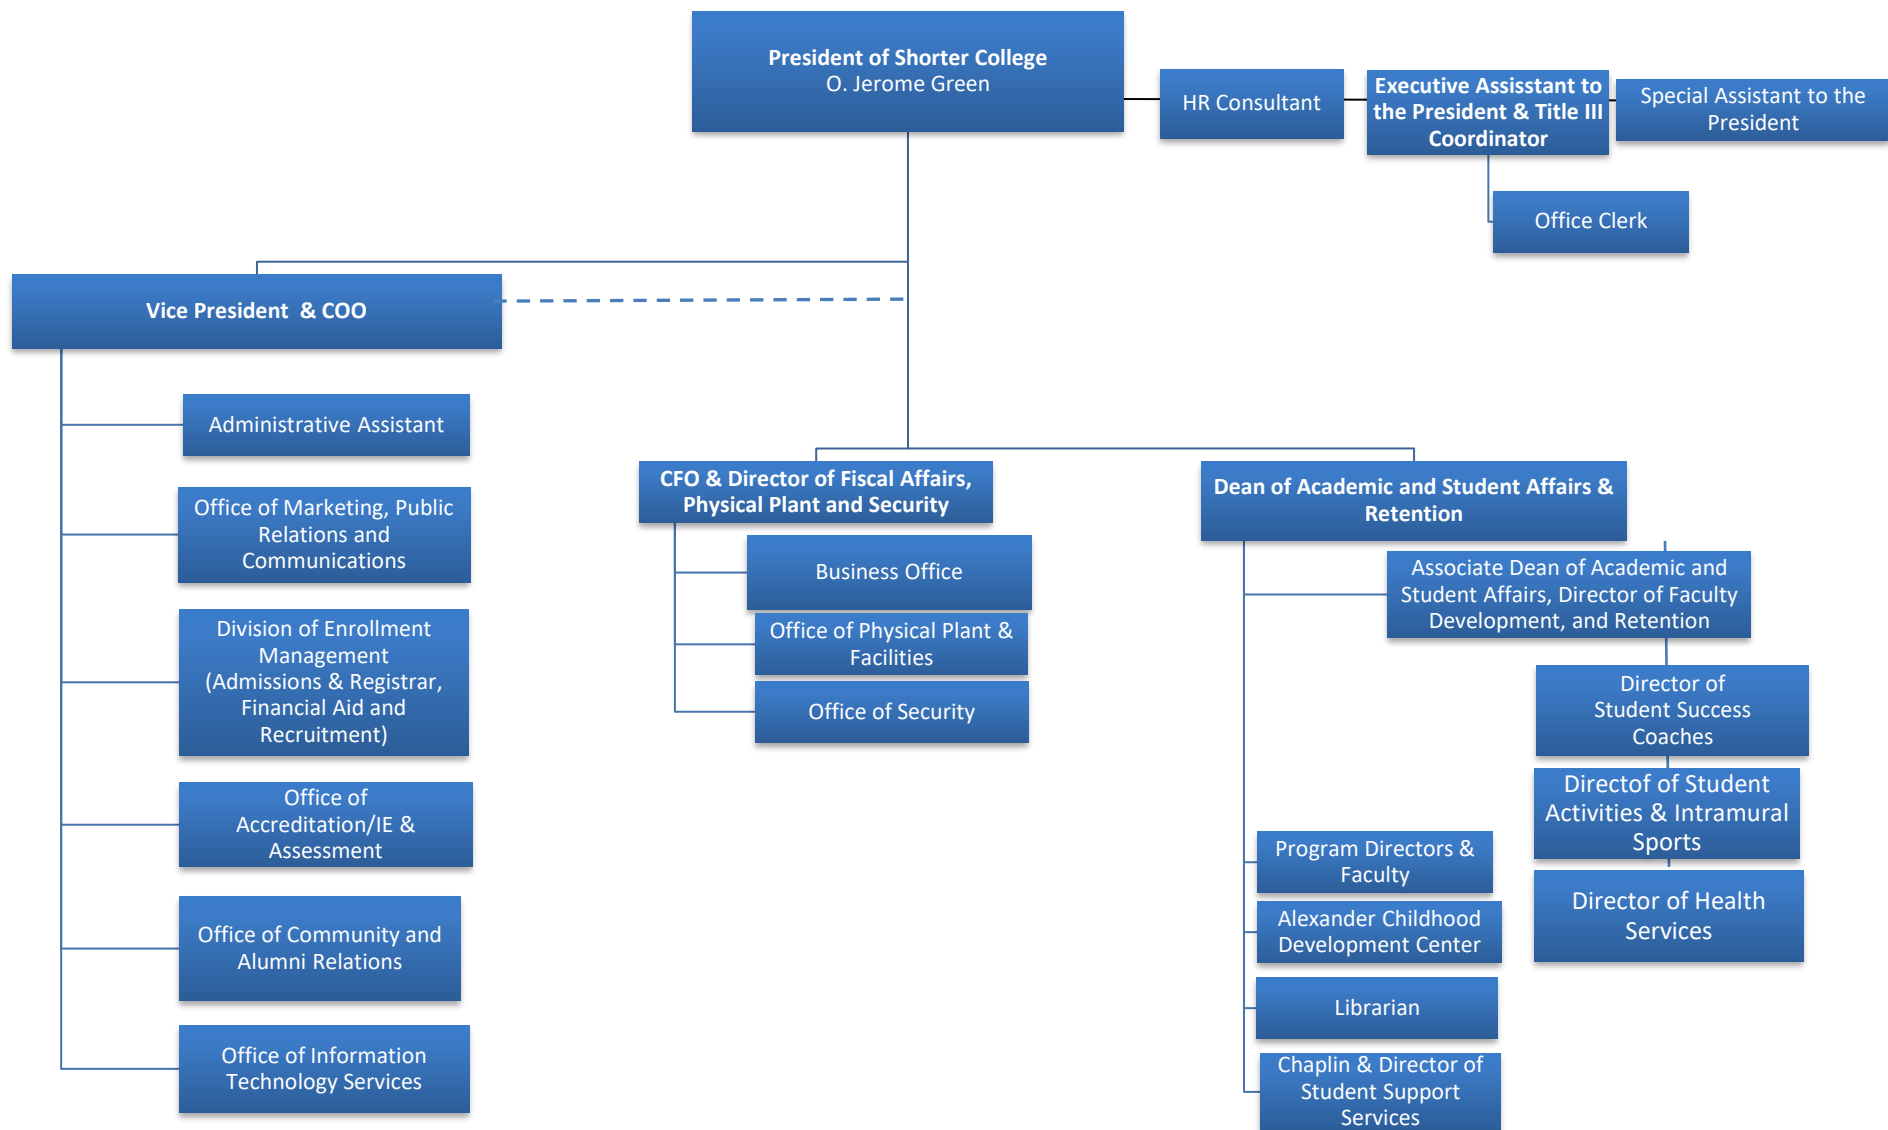 President of Shorter College
O. Jerome Green
HR Consultant
Executive Assisstant to
the President & Title III
Coordinator
Special Assistant to the
President
Office Clerk
Vice President & COO
Administrative Assistant
Office of Marketing, Public
Relations and
Communications
Division of Enrollment
Management
(Admissions & Registrar,
Financial Aid and
Recruitment)
Office of
Accreditation/IE &
Assessment
Office of Community and
Alumni Relations
Office of Information
Technology Services
CFO & Director of Fiscal Affairs,
Physical Plant and Security
Business Office
Office of Physical Plant &
Facilities
Office of Security
Dean of Academic and Student Affairs &
Retention
Associate Dean of Academic and
Student Affairs, Director of Faculty
Development, and Retention
Director of
Student Success
Coaches
Directof of Student
Activities & Intramural
Sports
Director of Health
Services
Program Directors &
Faculty
Alexander Childhood
Development Center
Librarian
Chaplin & Director of
Student Support
Services